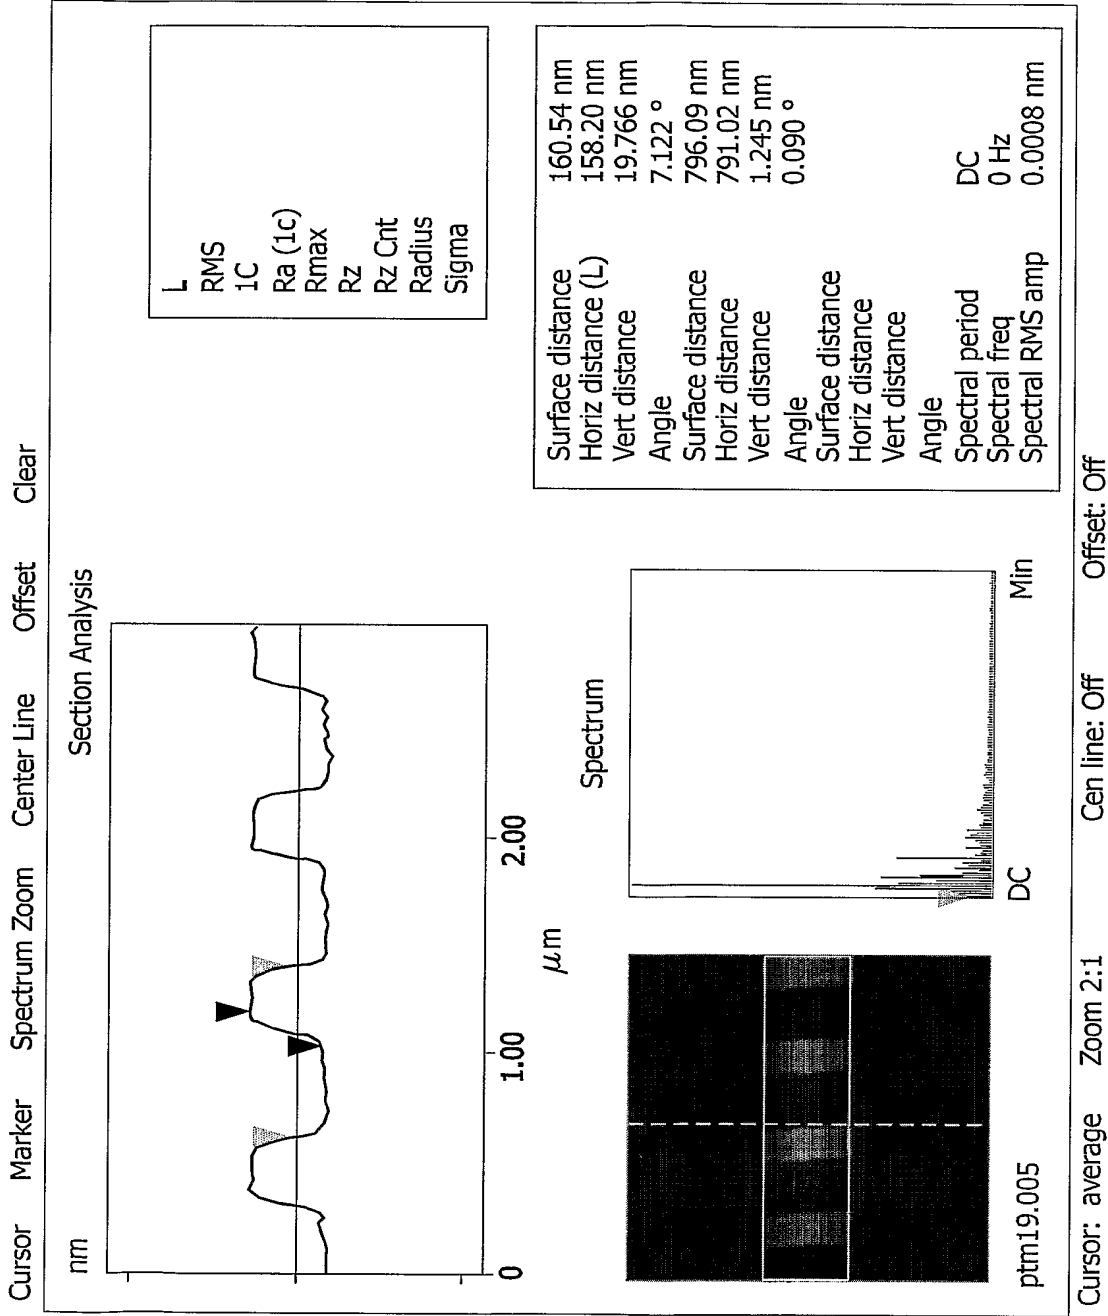 Cursor Marker Spectrum Zoom Center Line Offset Clear
Section Analysis
nm
0 1.00 2.00
μm
L
RMS
1C
Ra (1c)
Rmax
Rz
Rz Cnt
Radius
Sigma
Spectrum
DC Min
ptm19.005
Surface distance 160.54 nm
Horiz distance (L) 158.20 nm
Vert distance 19.766 nm
Angle 7.122 °
Surface distance 796.09 nm
Horiz distance 791.02 nm
Vert distance 1.245 nm
Angle 0.090 °
Surface distance
Horiz distance
Vert distance
Angle
Spectral period DC
Spectral freq 0 Hz
Spectral RMS amp 0.0008 nm
Cursor: average Zoom 2:1 Cen line: Off Offset: Off